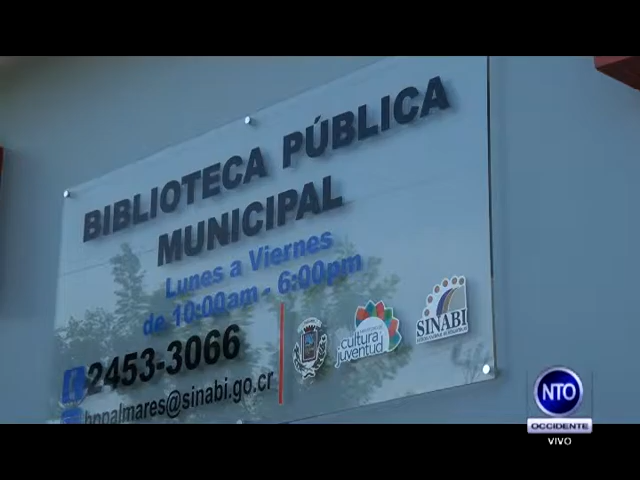 BIBLIOTECA PÚBLICA
MUNICIPAL
Lunes a Viernes
de 10:00am - 6:00pm
2453-3066
bppalmares@sinabi.go.cr
cultura
juventud
SINABI
NTO
OCCIDENTE
VIVO